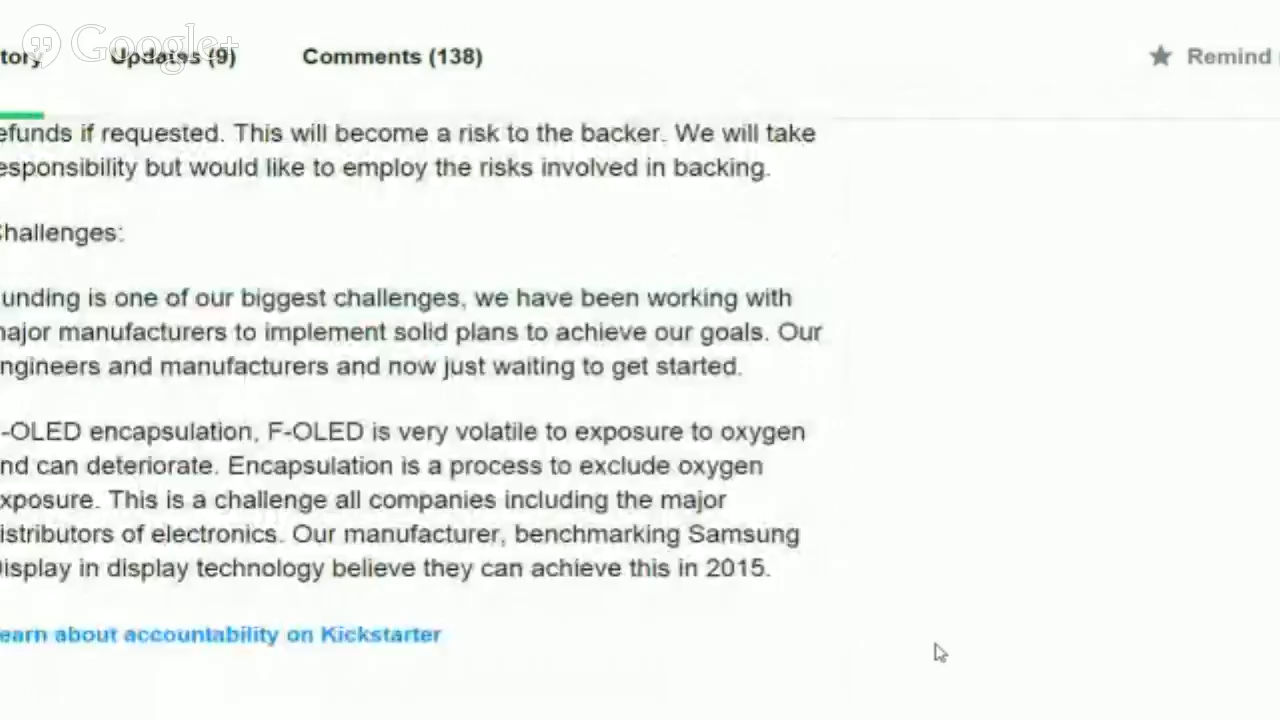 Google+
tory Updates (9) Comments (138) Remind
efunds if requested. This will become a risk to the backer. We will take
esponsibility but would like to employ the risks involved in backing.
hallenges:
unding is one of our biggest challenges, we have been working with
ajor manufacturers to implement solid plans to achieve our goals. Our
ngineers and manufacturers and now just waiting to get started.
-OLED encapsulation, F-OLED is very volatile to exposure to oxygen
nd can deteriorate. Encapsulation is a process to exclude oxygen
xposure. This is a challenge all companies including the major
istributors of electronics. Our manufacturer, benchmarking Samsung
isplay in display technology believe they can achieve this in 2015.
earn about accountability on Kickstarter